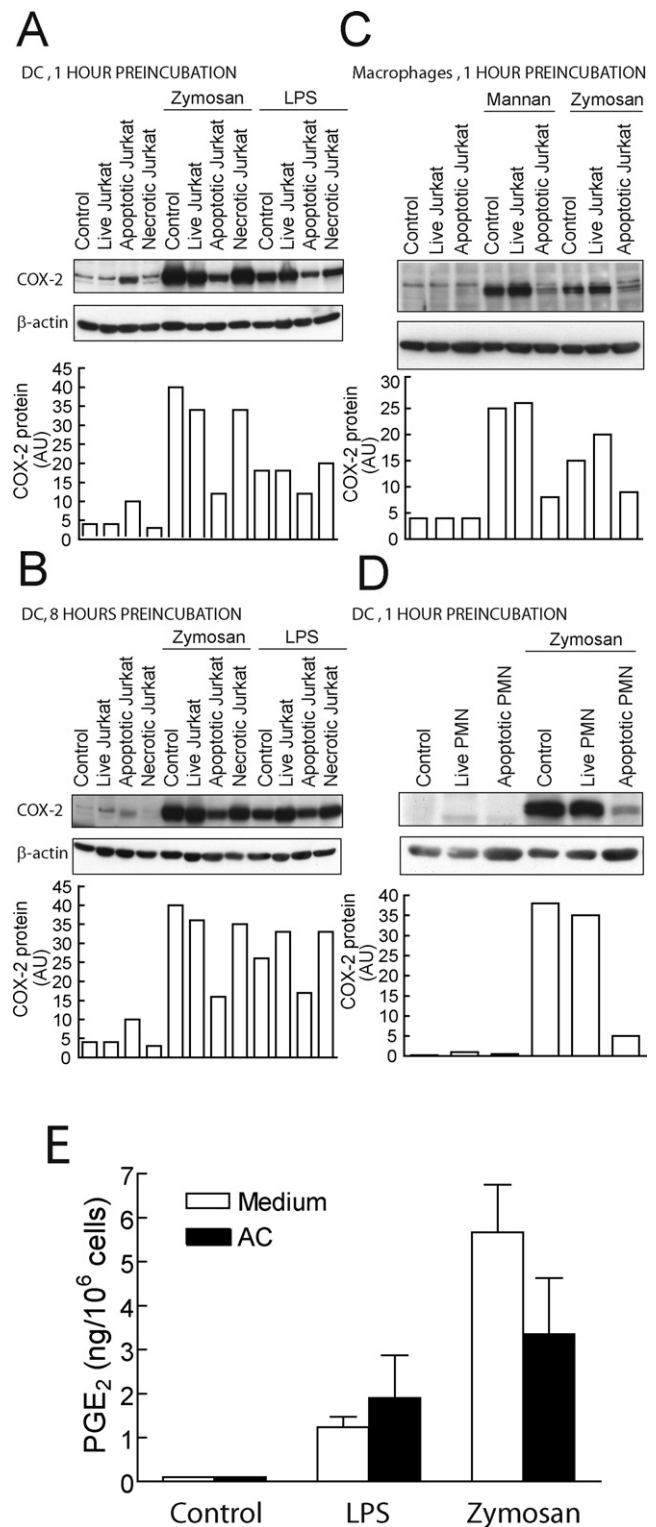 A
DC , 1 HOUR PREINCUBATION
Zymosan
LPS
Control
Live Jurkat
Apoptotic Jurkat
Necrotic Jurkat
Control
Live Jurkat
Apoptotic Jurkat
Necrotic Jurkat
Control
Live Jurkat
Apoptotic Jurkat
Necrotic Jurkat
COX-2
β-actin
COX-2 protein
(AU)
45
40
35
30
25
20
15
10
5
0
B
DC, 8 HOURS PREINCUBATION
Zymosan
LPS
Control
Live Jurkat
Apoptotic Jurkat
Necrotic Jurkat
Control
Live Jurkat
Apoptotic Jurkat
Necrotic Jurkat
Control
Live Jurkat
Apoptotic Jurkat
Necrotic Jurkat
COX-2
β-actin
COX-2 protein
(AU)
45
40
35
30
25
20
15
10
5
0
C
Macrophages , 1 HOUR PREINCUBATION
Mannan
Zymosan
Control
Live Jurkat
Apoptotic Jurkat
Control
Live Jurkat
Apoptotic Jurkat
Control
Live Jurkat
Apoptotic Jurkat
COX-2 protein
(AU)
25
20
15
10
5
0
D
DC, 1 HOUR PREINCUBATION
Zymosan
Control
Live PMN
Apoptotic PMN
Control
Live PMN
Apoptotic PMN
COX-2 protein
(AU)
40
35
30
25
20
15
10
5
0
E
Medium
AC
PGE₂ (ng/10⁶ cells)
7
6
5
4
3
2
1
0
Control
LPS
Zymosan